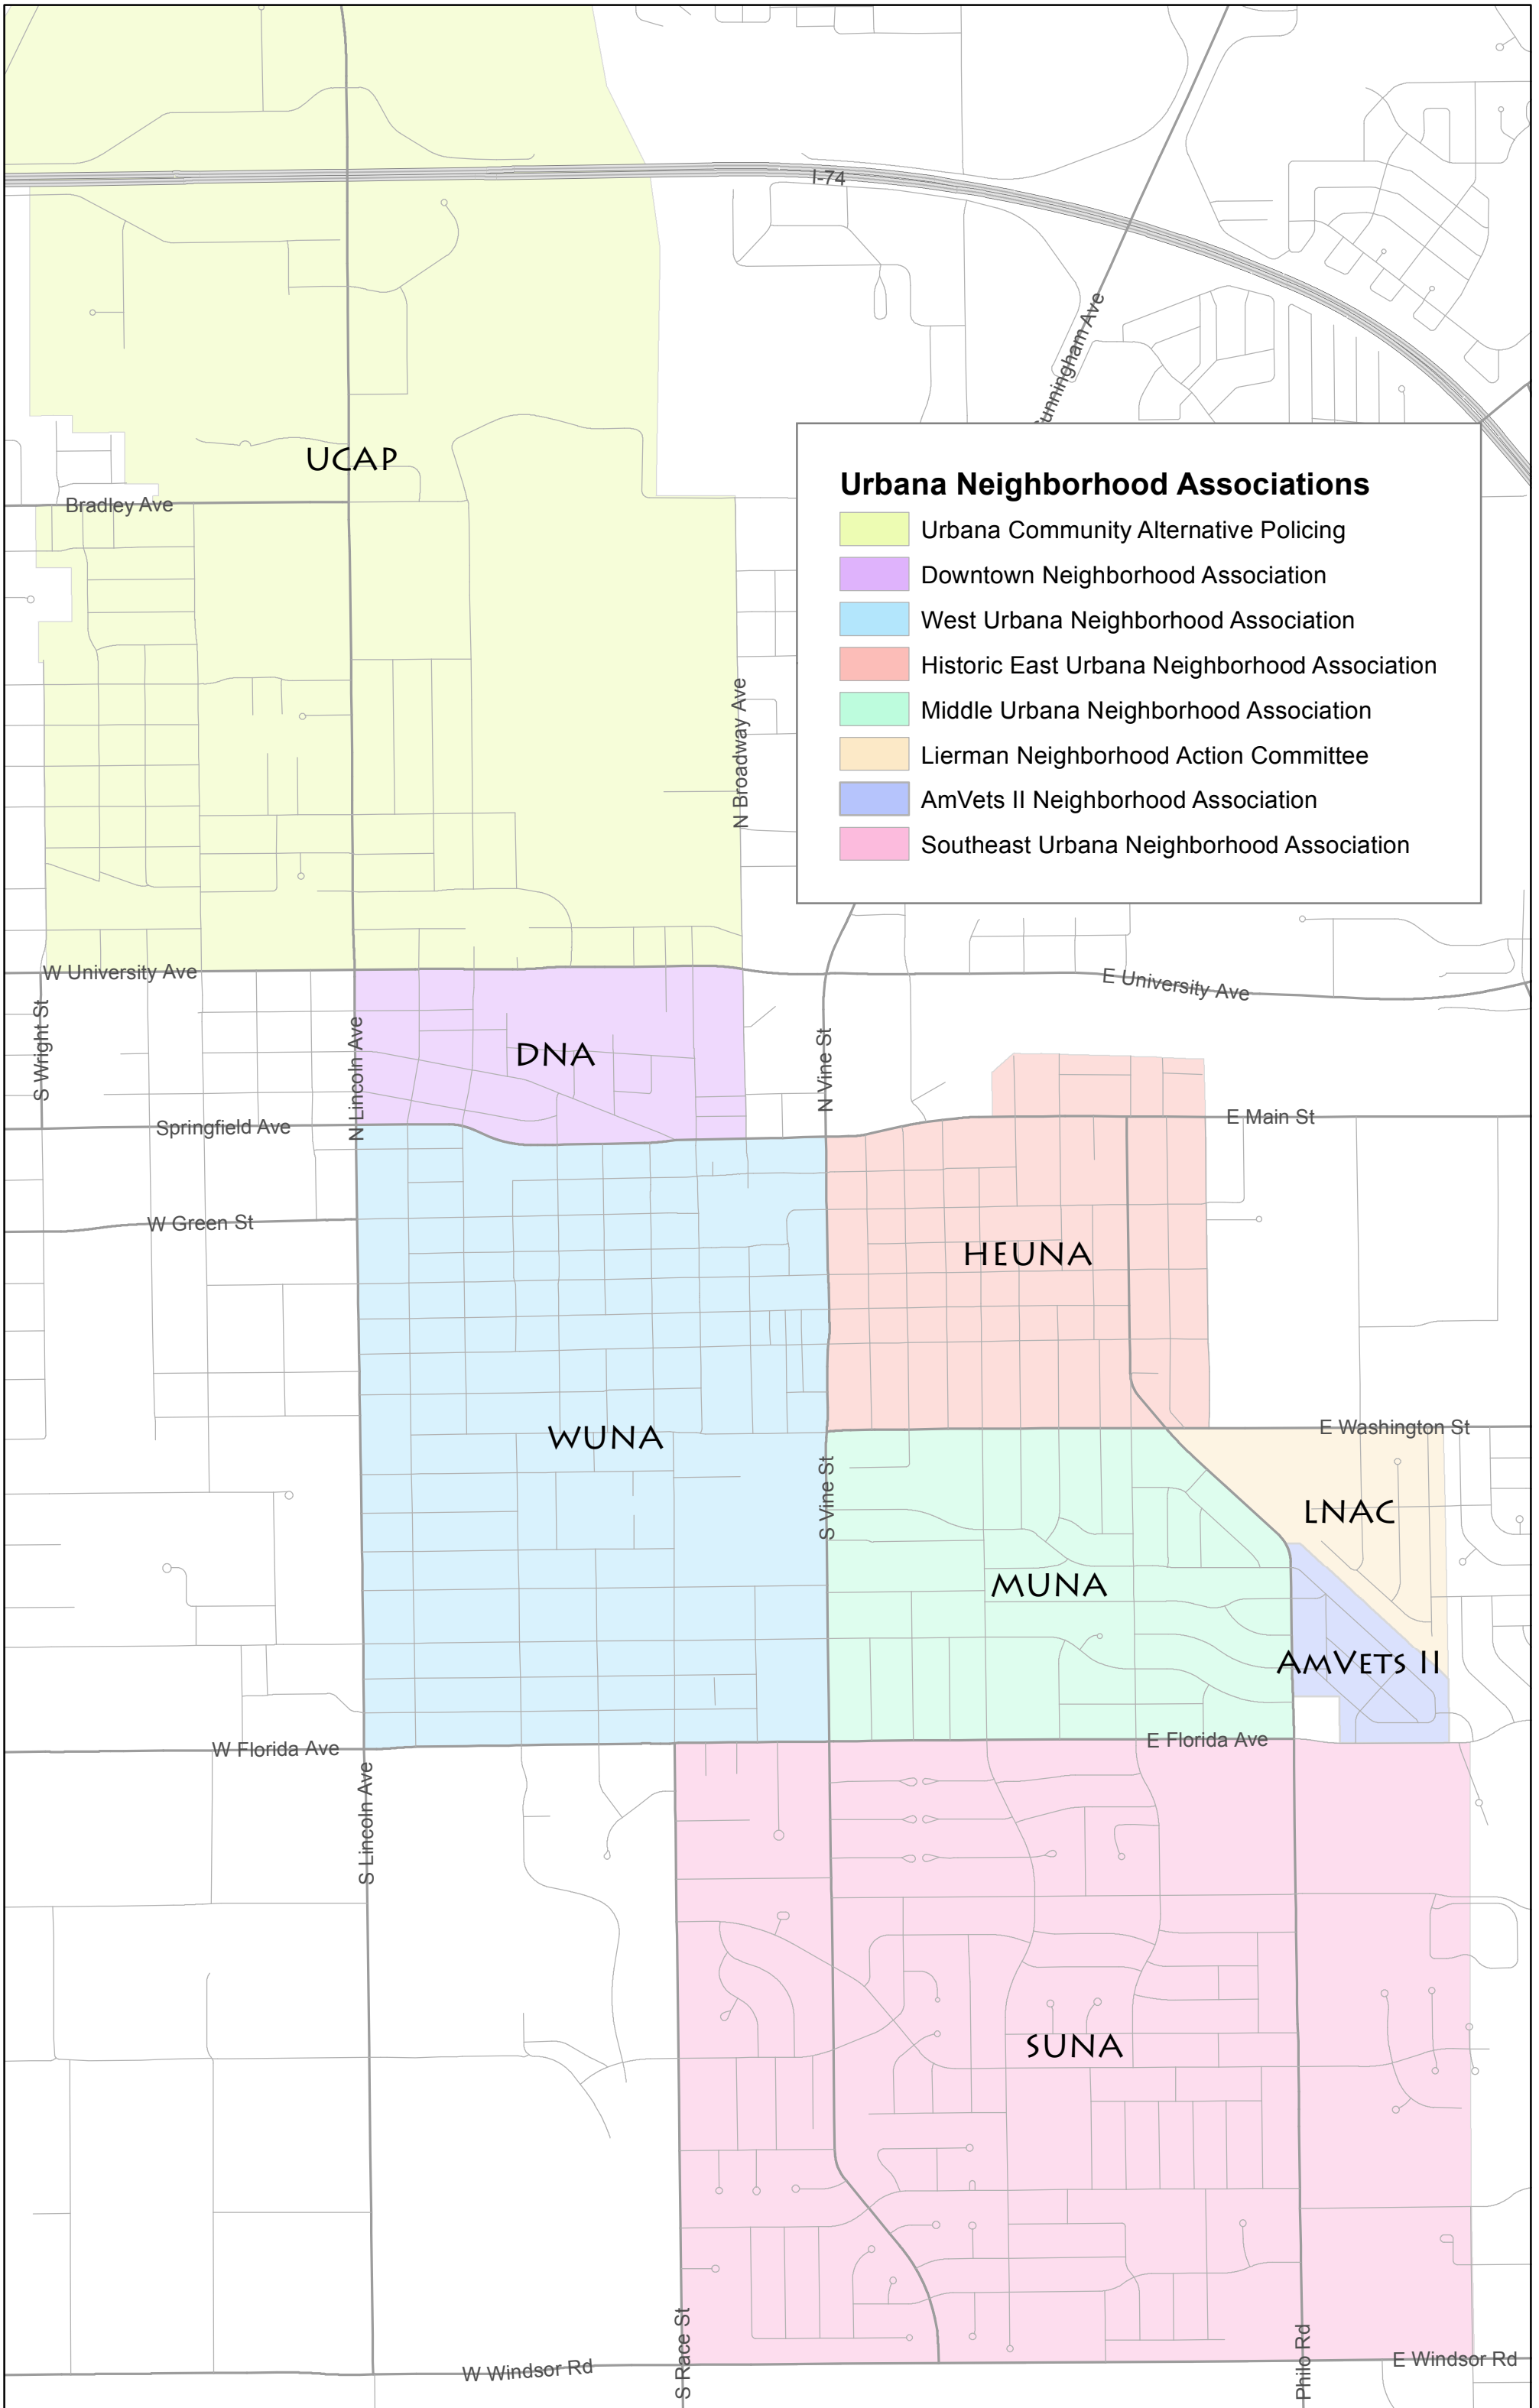 I-74
Cunningham Ave
UCAP
Bradley Ave
Urbana Neighborhood Associations
Urbana Community Alternative Policing
Downtown Neighborhood Association
West Urbana Neighborhood Association
Historic East Urbana Neighborhood Association
Middle Urbana Neighborhood Association
Lierman Neighborhood Action Committee
AmVets II Neighborhood Association
Southeast Urbana Neighborhood Association
N Broadway Ave
W University Ave
E University Ave
S Wright St
N Lincoln Ave
DNA
N Vine St
Springfield Ave
E Main St
W Green St
HEUNA
WUNA
E Washington St
S Vine St
LNAC
MUNA
AmVets II
W Florida Ave
E Florida Ave
S Lincoln Ave
SUNA
S Race St
Philo Rd
W Windsor Rd
E Windsor Rd